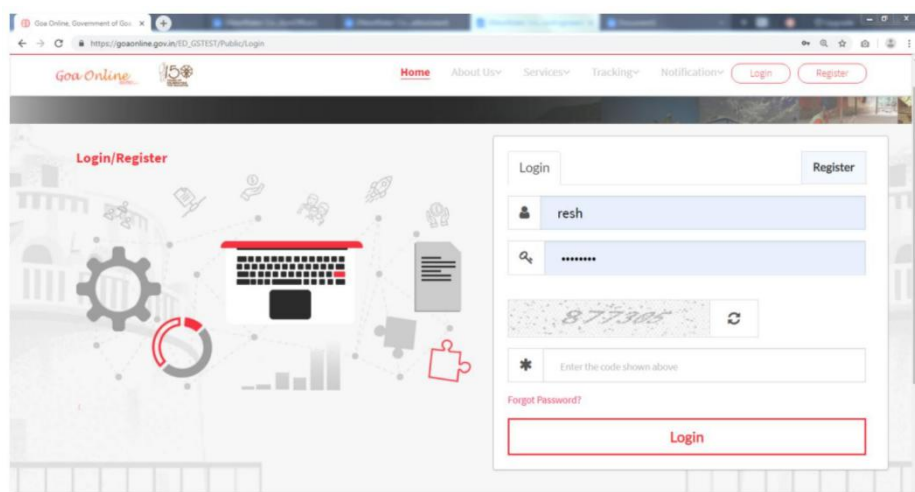 Goa Online, Government of Goa
https://goaonline.gov.in/ED_GSTEST/Public/Login
Goa Online
150
Home About Us Services Tracking Notification Login Register
Login/Register
Login Register
resh
••••••••
877305
Enter the code shown above
Forgot Password?
Login